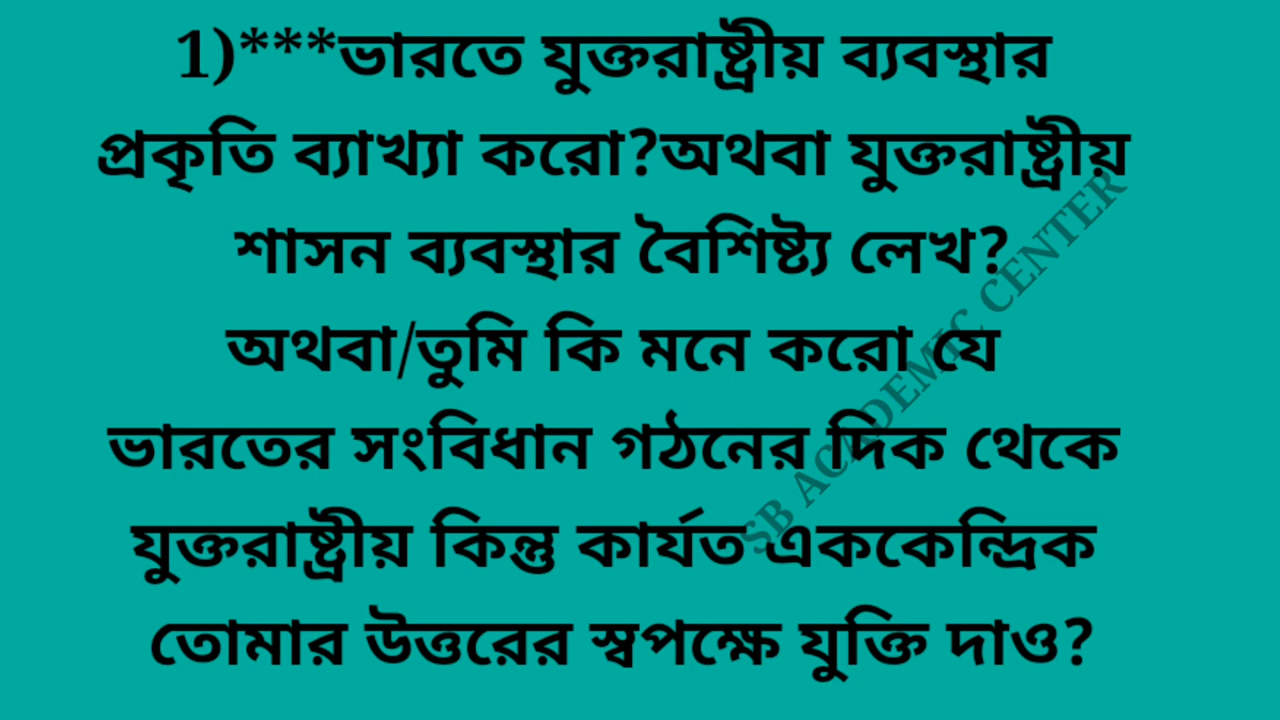 1)***ভারতে যুক্তরাষ্ট্রীয় ব্যবস্থার
প্রকৃতি ব্যাখ্যা করো?অথবা যুক্তরাষ্ট্রীয়
শাসন ব্যবস্থার বৈশিষ্ট্য লেখ?
অথবা/তুমি কি মনে করো যে
ভারতের সংবিধান গঠনের দিক থেকে
যুক্তরাষ্ট্রীয় কিন্তু কার্যত এককেন্দ্রিক
তোমার উত্তরের স্বপক্ষে যুক্তি দাও?
SB ACADEMIC CENTER